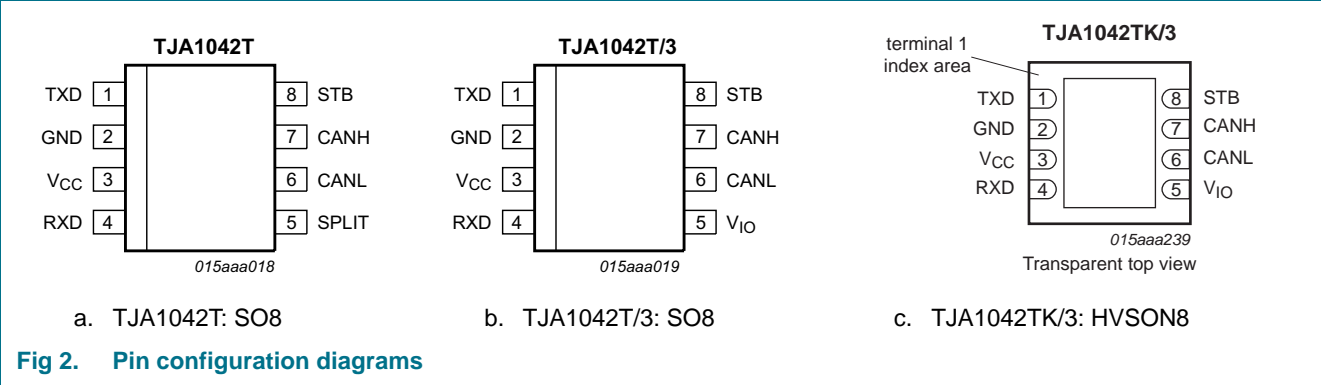 TJA1042T
TXD 1
GND 2
VCC 3
RXD 4
8 STB
7 CANH
6 CANL
5 SPLIT
015aaa018
a. TJA1042T: SO8
TJA1042T/3
TXD 1
GND 2
VCC 3
RXD 4
8 STB
7 CANH
6 CANL
5 VIO
015aaa019
b. TJA1042T/3: SO8
TJA1042TK/3
terminal 1
index area
TXD 1
GND 2
VCC 3
RXD 4
8 STB
7 CANH
6 CANL
5 VIO
015aaa239
Transparent top view
c. TJA1042TK/3: HVSON8
Fig 2. Pin configuration diagrams